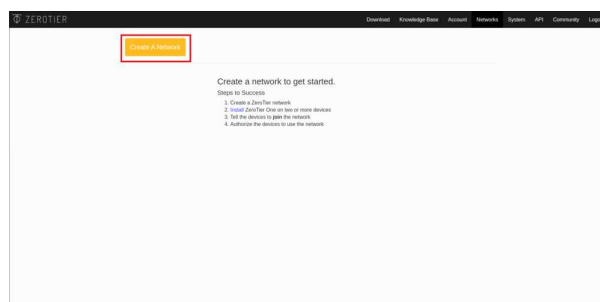 ZEROTIER
Download Knowledge Base Account Networks System API Community Logo
Create A Network
Create a network to get started.
Steps to Success
1. Create a ZeroTier network
2. Install ZeroTier One on two or more devices
3. Tell the devices to join the network
4. Authorize the devices to use the network